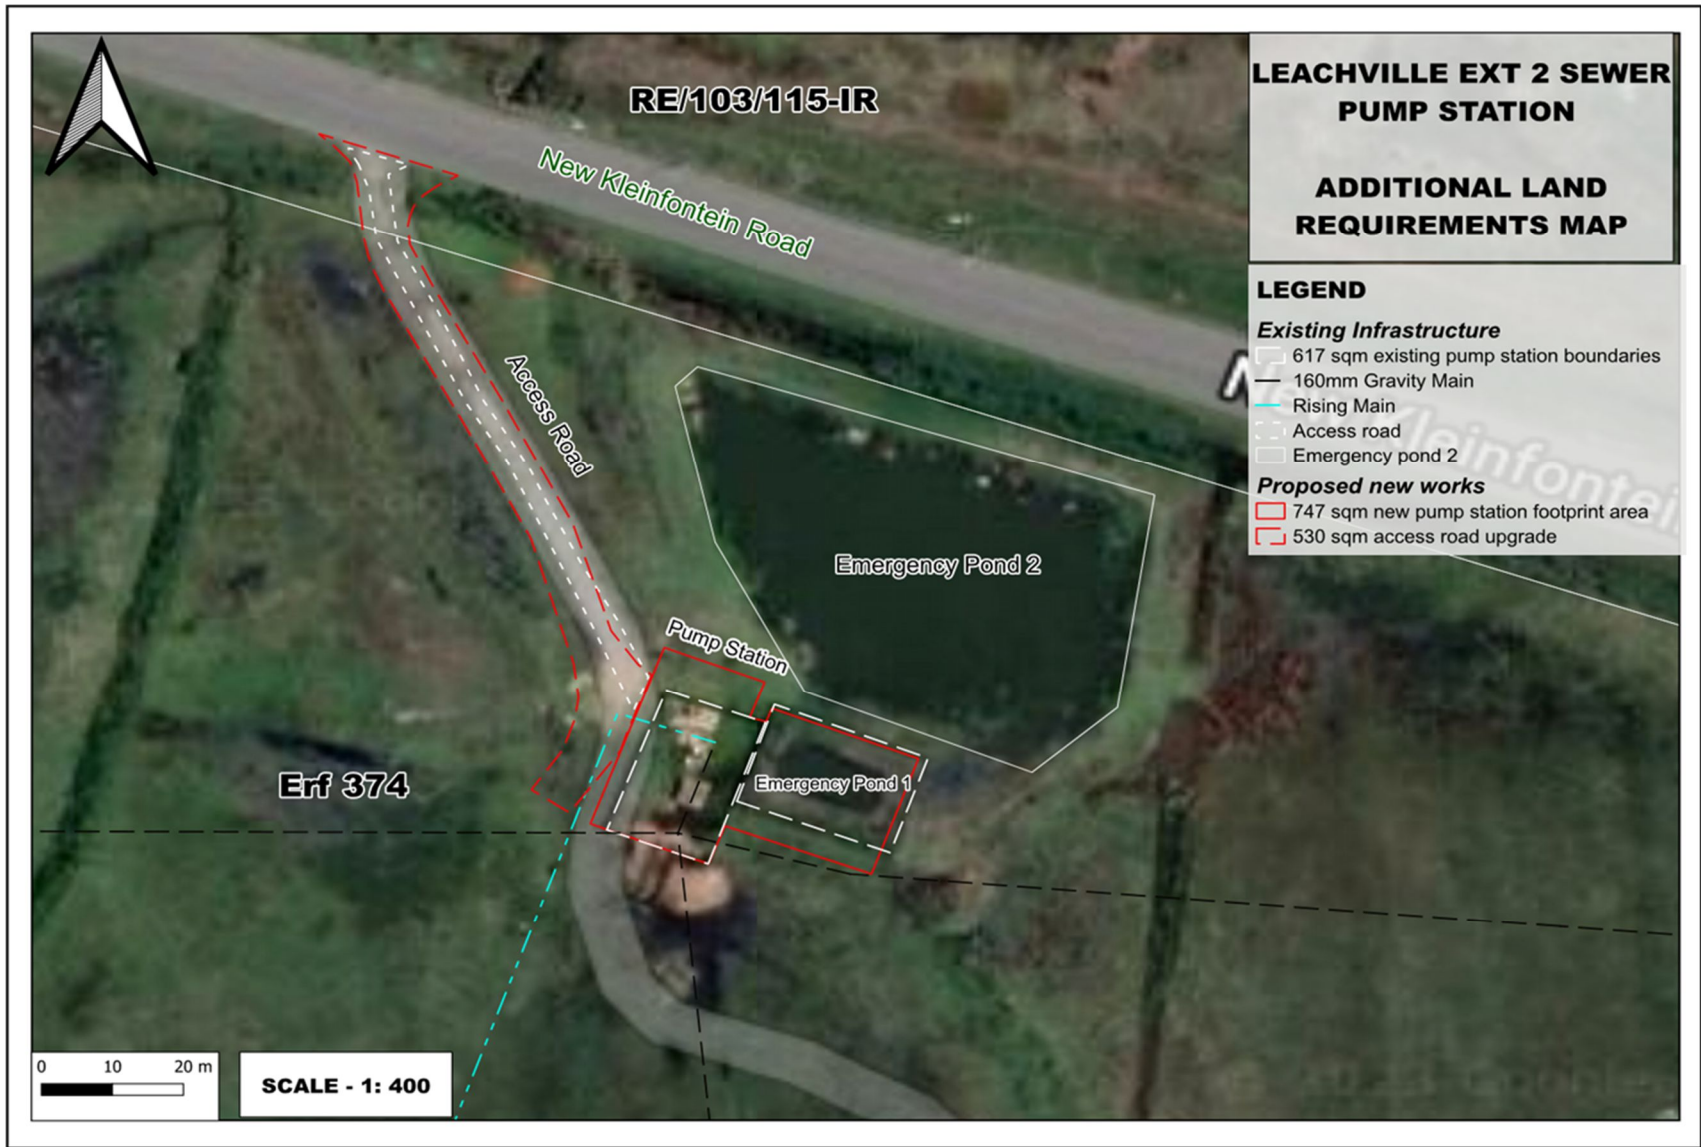 LEACHVILLE EXT 2 SEWER
PUMP STATION
ADDITIONAL LAND
REQUIREMENTS MAP
RE/103/115-IR
New Kleinfontein Road
LEGEND
Existing Infrastructure
617 sqm existing pump station boundaries
160mm Gravity Main
Rising Main
Access road
Emergency pond 2
Proposed new works
747 sqm new pump station footprint area
530 sqm access road upgrade
Access Road
Emergency Pond 2
Pump Station
Emergency Pond 1
Erf 374
0 10 20 m
SCALE - 1: 400